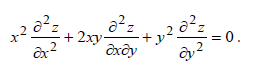 x² ∂²z/∂x² + 2xy ∂²z/∂x∂y + y² ∂²z/∂y² = 0.